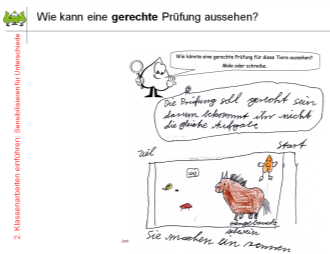 Wie kann eine gerechte Prüfung aussehen?
2. Klassenarbeiten einführen: Sensibilisieren für Unterschiede
Wie könnte eine gerechte Prüfung für diese Tiere aussehen?
Male oder schreibe.
Die Prüfung soll gerecht sein
darum bekommt ihr nicht
die gleiche Aufgabe
Ziel
Start
Sie machen ein rennen